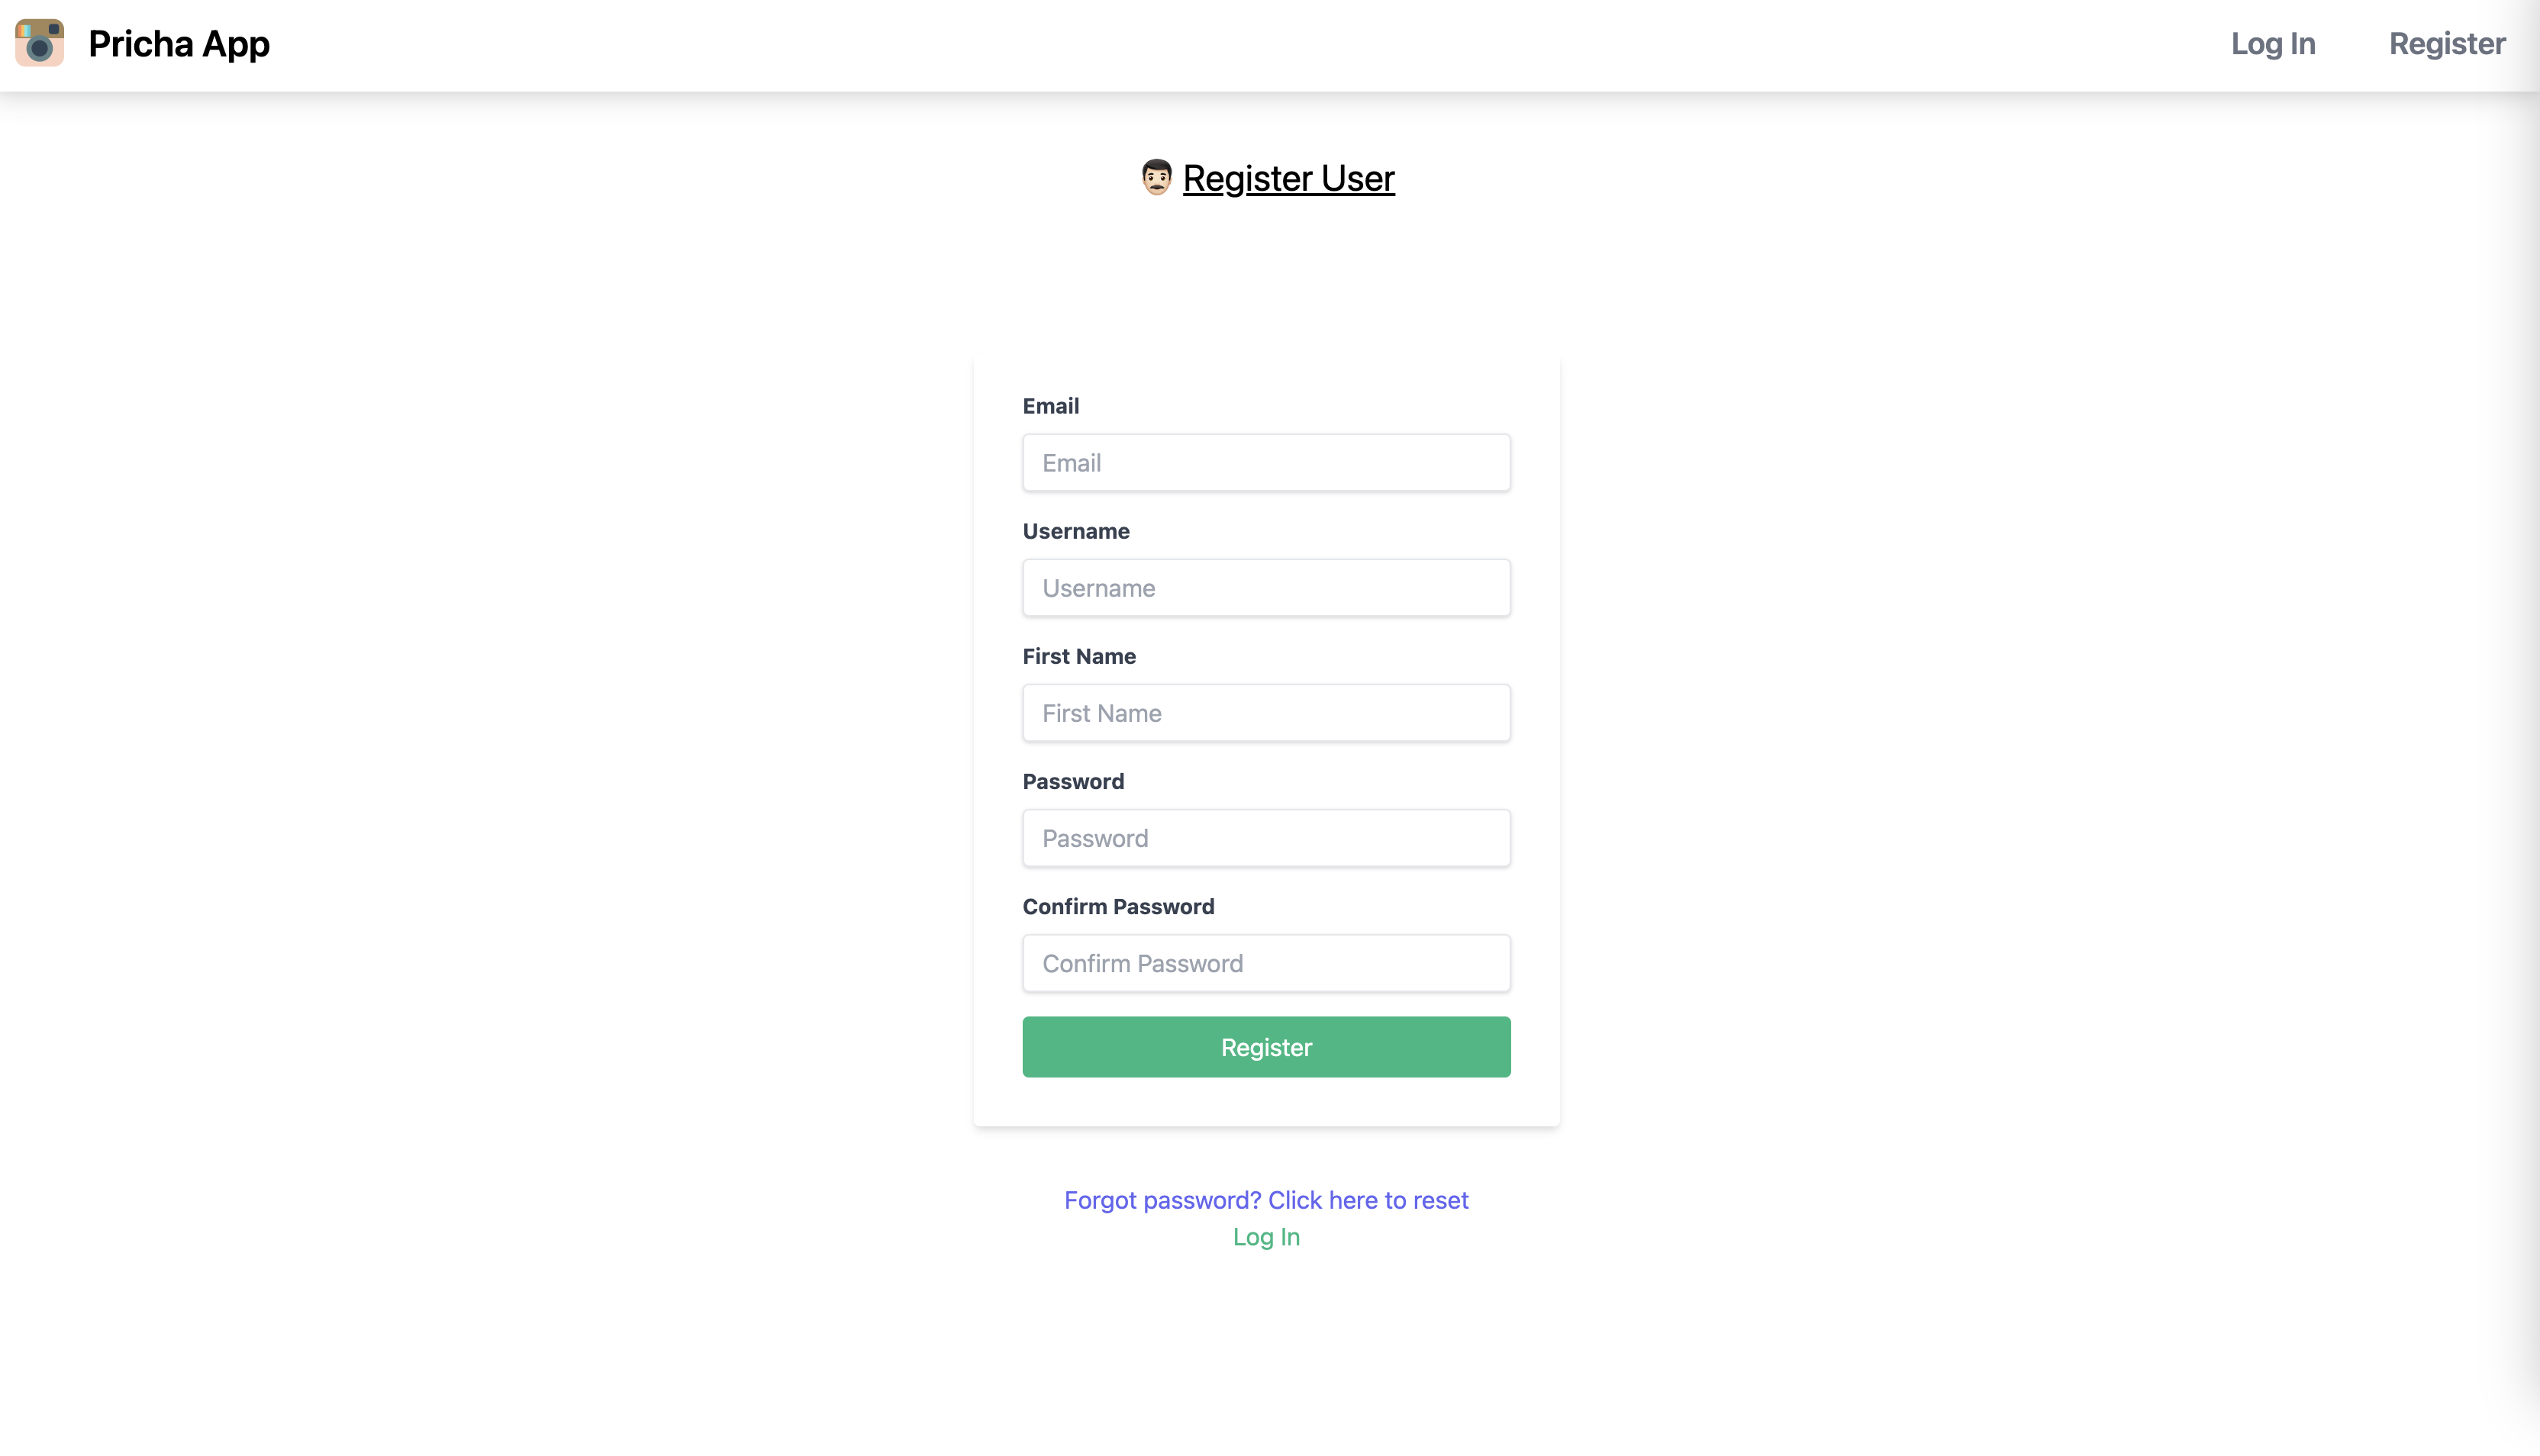 Pricha App
Log In
Register
Register User
Email
Email
Username
Username
First Name
First Name
Password
Password
Confirm Password
Confirm Password
Register
Forgot password? Click here to reset
Log In